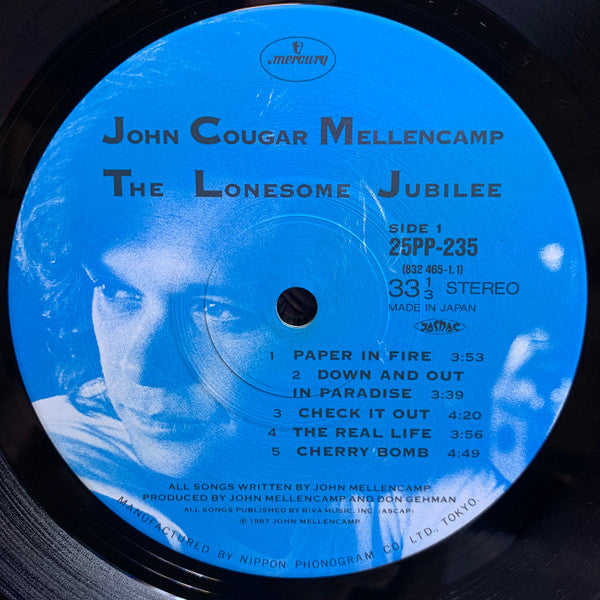 mercury
JOHN COUGAR MELLENCAMP
THE LONESOME JUBILEE
SIDE 1
25PP-235
(832 465-1.1)
33 1/3 STEREO
MADE IN JAPAN
1 PAPER IN FIRE 3:53
2 DOWN AND OUT
IN PARADISE 3:39
3 CHECK IT OUT 4:20
4 THE REAL LIFE 3:56
5 CHERRY BOMB 4:49
ALL SONGS WRITTEN BY JOHN MELLENCAMP
PRODUCED BY JOHN MELLENCAMP AND DON GEHMAN
ALL SONGS PUBLISHED BY RIVA MUSIC, INC (ASCAP)
℗ 1987 JOHN MELLENCAMP
MANUFACTURED BY NIPPON PHONOGRAM CO., LTD., TOKYO.